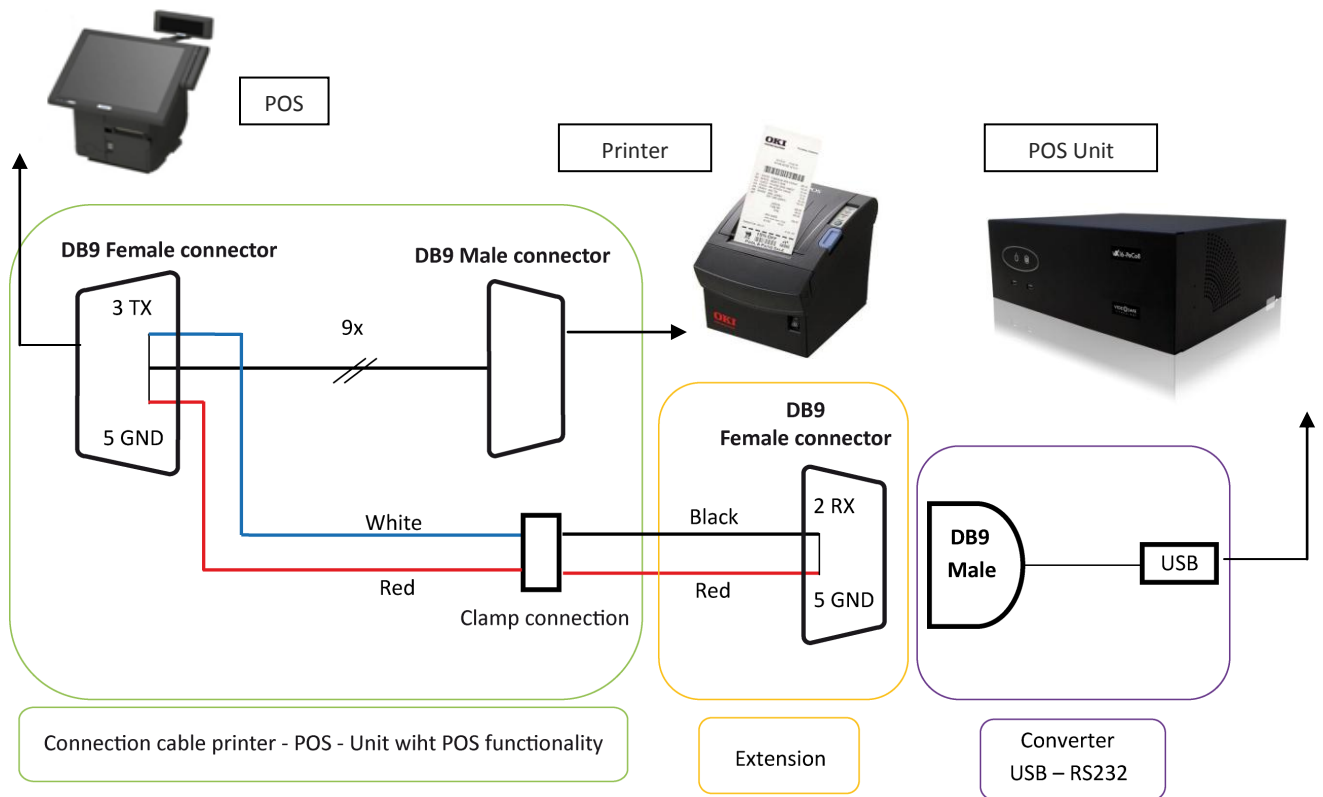 POS
Printer
POS Unit
OKI
OKI
DB9 Female connector
DB9 Male connector
3 TX
9x
5 GND
DB9
Female connector
White
Black
2 RX
DB9
Male
USB
Red
Red
5 GND
Clamp connection
Connection cable printer - POS - Unit wiht POS functionality
Extension
Converter
USB – RS232